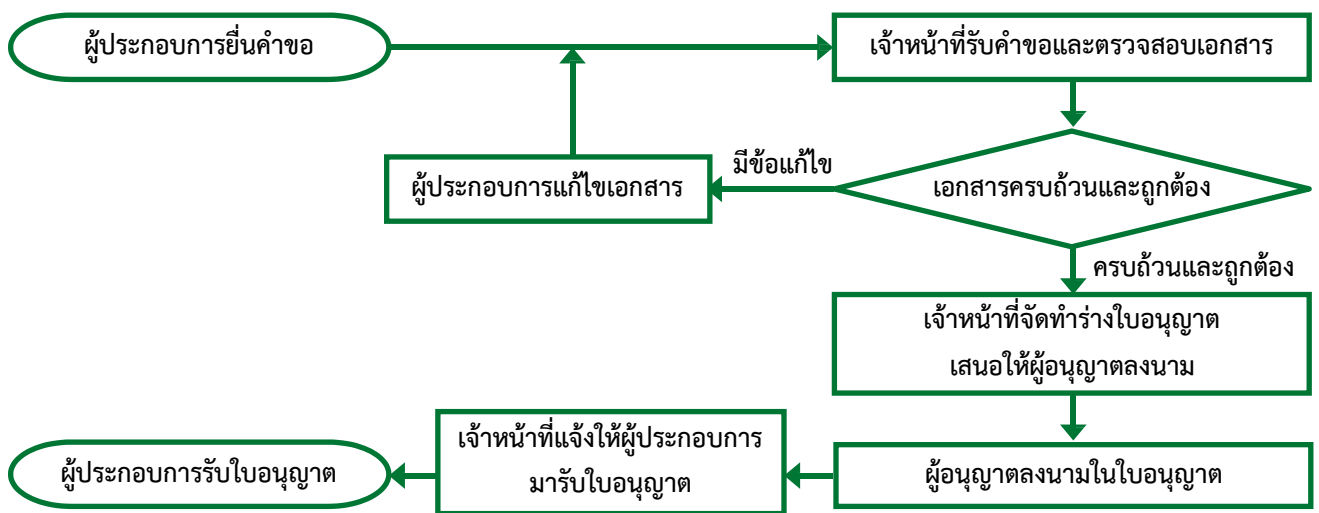 ผู้ประกอบการยื่นคำขอ
เจ้าหน้าที่รับคำขอและตรวจสอบเอกสาร
มีข้อแก้ไข
ผู้ประกอบการแก้ไขเอกสาร
เอกสารครบถ้วนและถูกต้อง
ครบถ้วนและถูกต้อง
เจ้าหน้าที่จัดทำร่างใบอนุญาต
เสนอให้ผู้อนุญาตลงนาม
ผู้อนุญาตลงนามในใบอนุญาต
เจ้าหน้าที่แจ้งให้ผู้ประกอบการ
มารับใบอนุญาต
ผู้ประกอบการรับใบอนุญาต